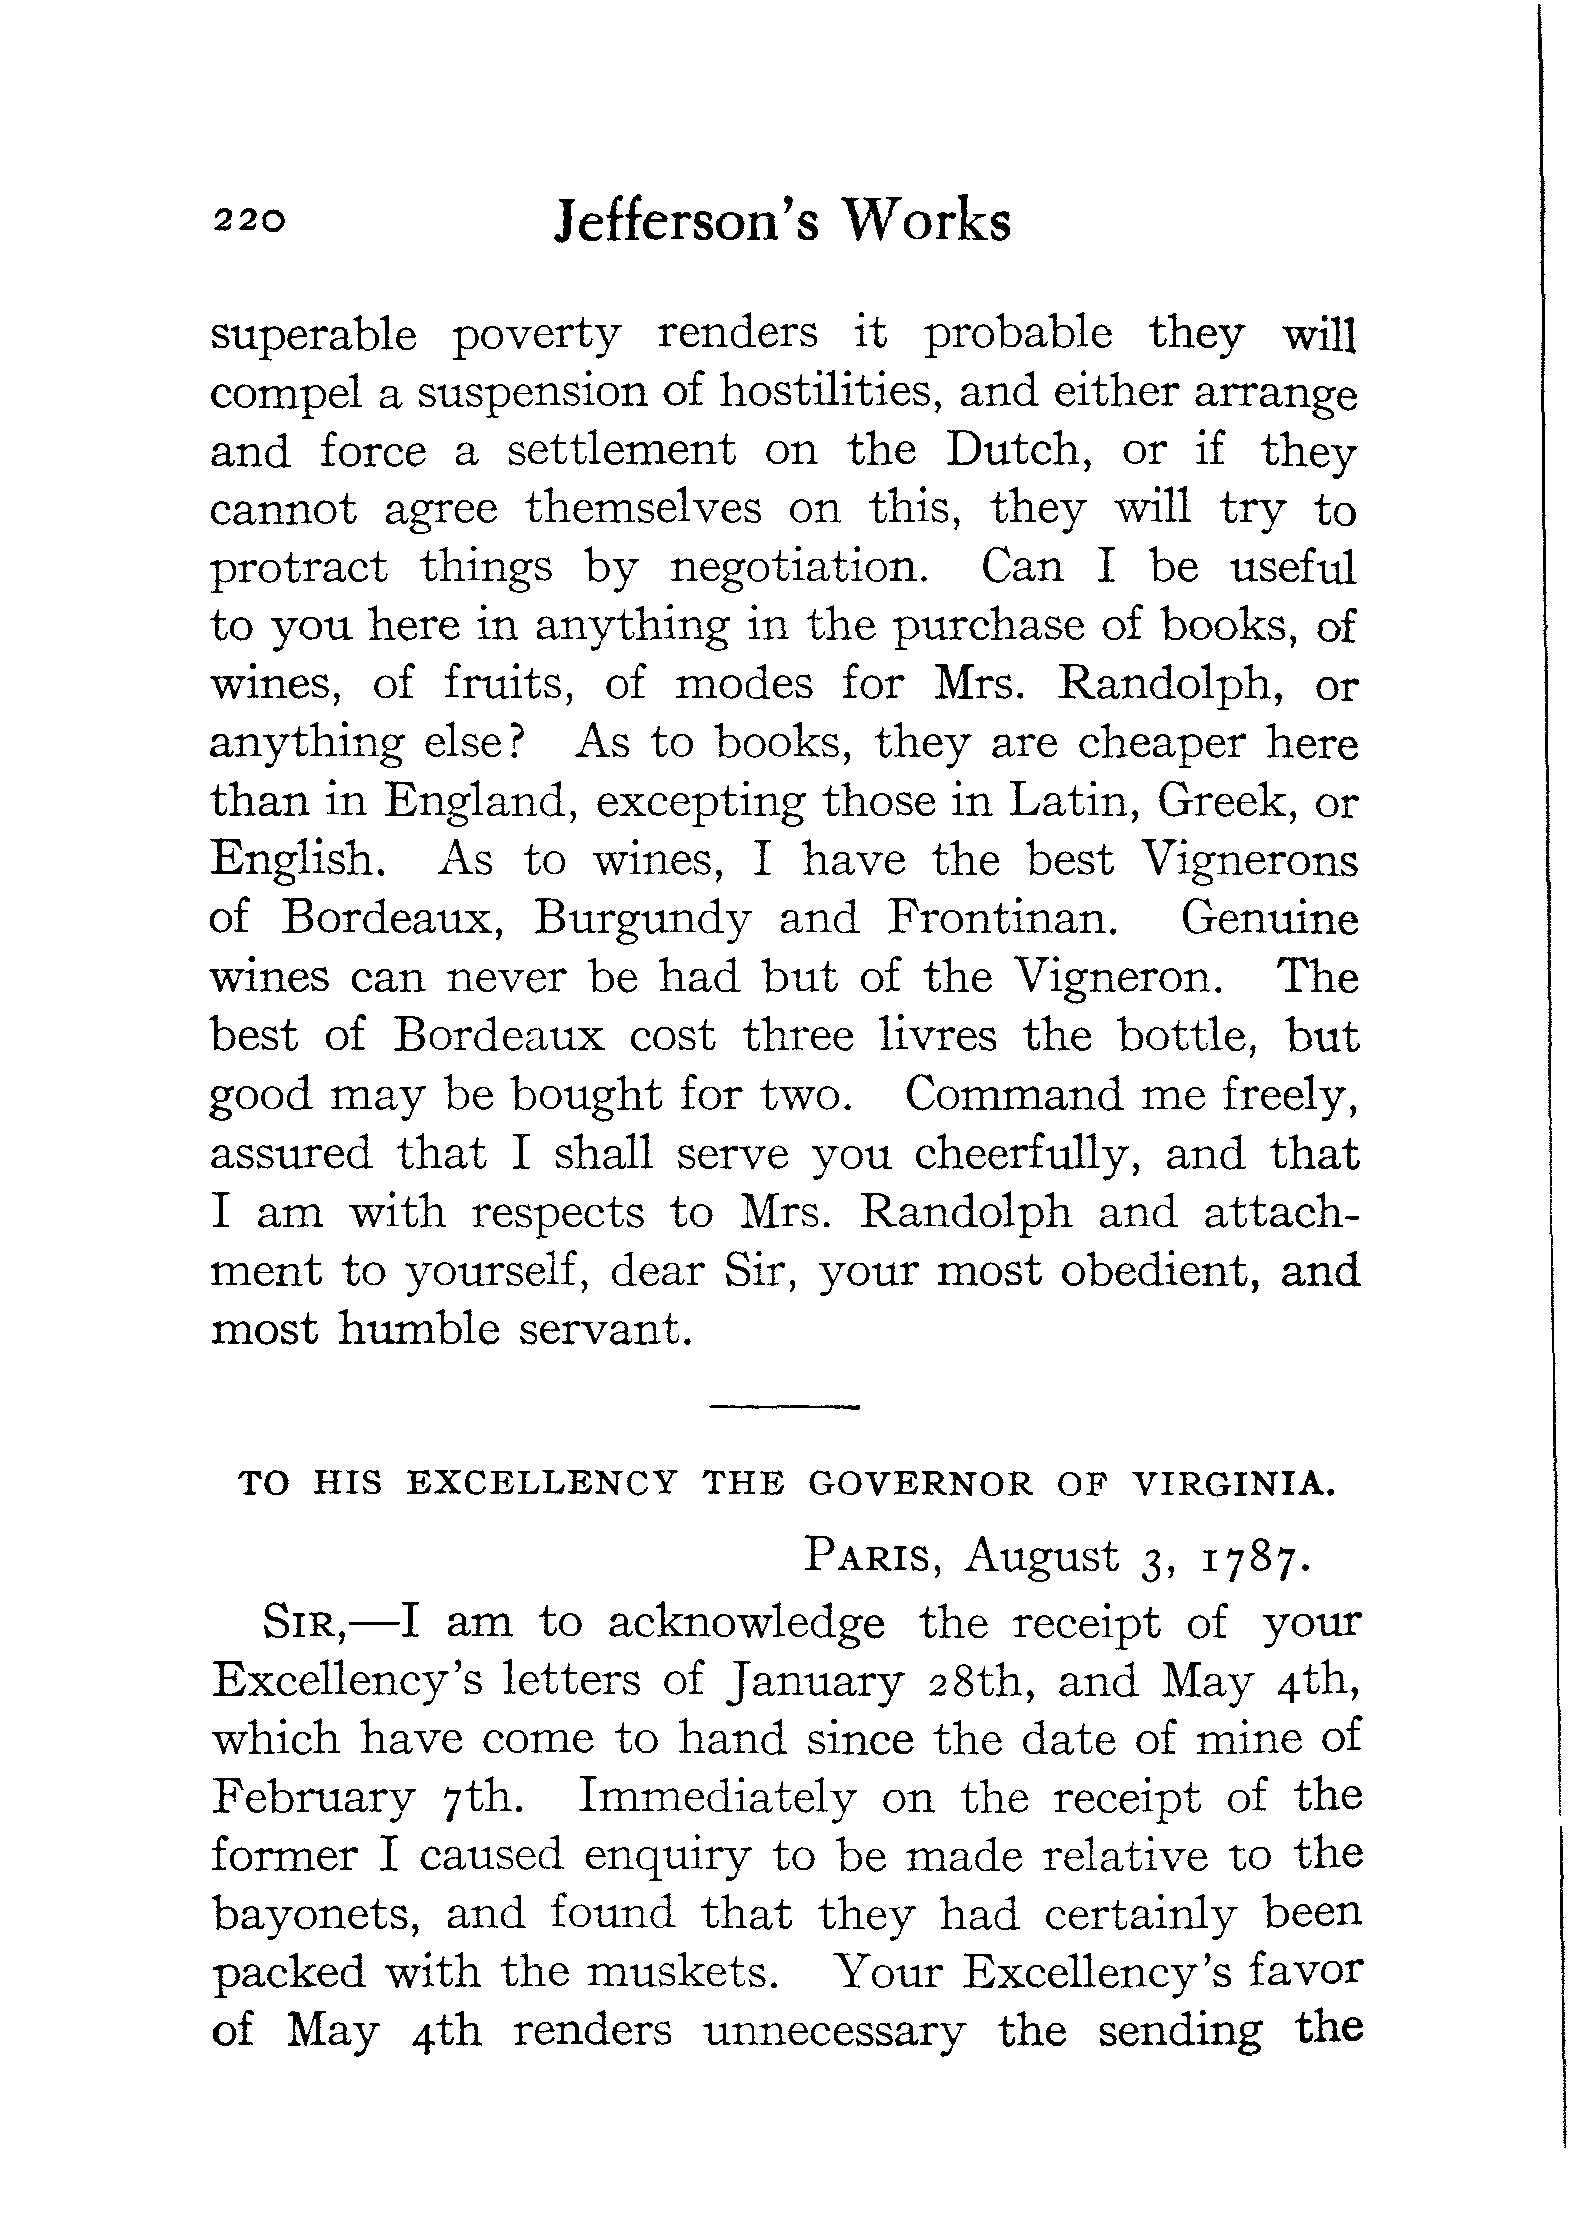 220 Jefferson's Works
superable poverty renders it probable they will
compel a suspension of hostilities, and either arrange
and force a settlement on the Dutch, or if they
cannot agree themselves on this, they will try to
protract things by negotiation. Can I be useful
to you here in anything in the purchase of books, of
wines, of fruits, of modes for Mrs. Randolph, or
anything else? As to books, they are cheaper here
than in England, excepting those in Latin, Greek, or
English. As to wines, I have the best Vignerons
of Bordeaux, Burgundy and Frontinan. Genuine
wines can never be had but of the Vigneron. The
best of Bordeaux cost three livres the bottle, but
good may be bought for two. Command me freely,
assured that I shall serve you cheerfully, and that
I am with respects to Mrs. Randolph and attach-
ment to yourself, dear Sir, your most obedient, and
most humble servant.
TO HIS EXCELLENCY THE GOVERNOR OF VIRGINIA.
PARIS, August 3, 1787.
SIR,—I am to acknowledge the receipt of your
Excellency's letters of January 28th, and May 4th,
which have come to hand since the date of mine of
February 7th. Immediately on the receipt of the
former I caused enquiry to be made relative to the
bayonets, and found that they had certainly been
packed with the muskets. Your Excellency's favor
of May 4th renders unnecessary the sending the